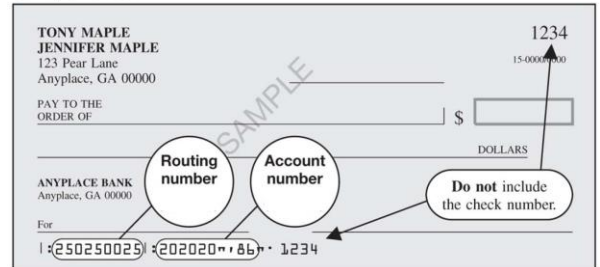 TONY MAPLE
JENNIFER MAPLE
123 Pear Lane
Anyplace, GA 00000
1234
15-0000/0000
SAMPLE
PAY TO THE
ORDER OF
$
DOLLARS
Routing
number
Account
number
ANYPLACE BANK
Anyplace, GA 00000
Do not include
the check number.
For
|:250250025|:202020"'86"' 1234